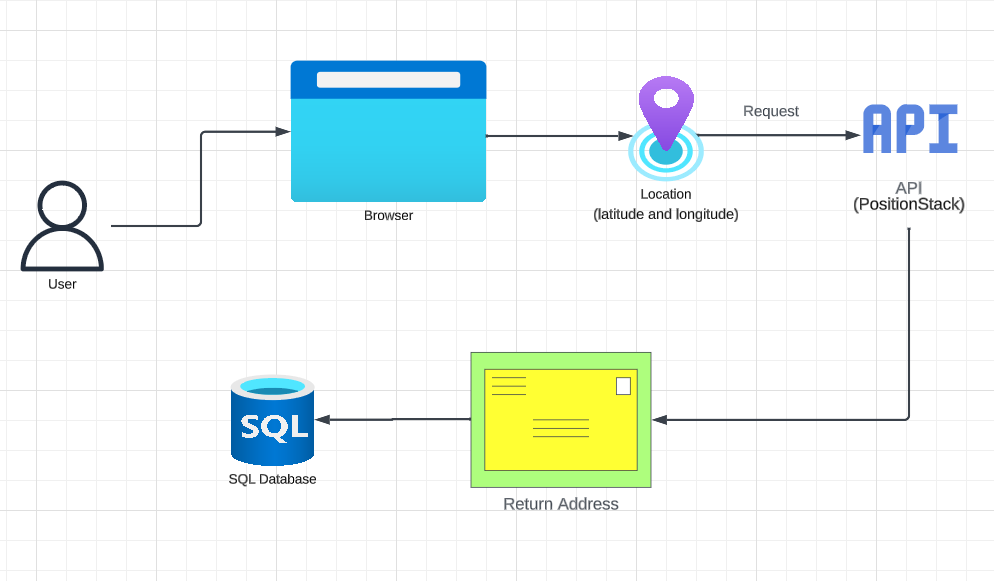 Request
API
API
(PositionStack)
Location
(latitude and longitude)
Browser
User
SQL
SQL Database
Return Address